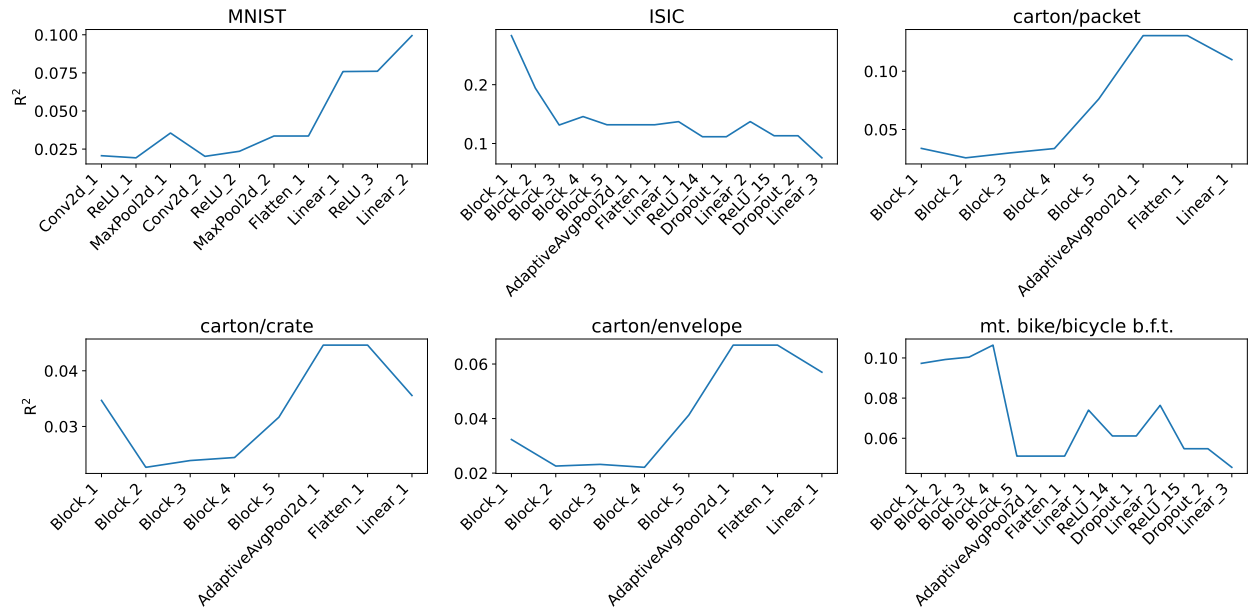 MNIST
R²
0.100
0.075
0.050
0.025
Conv2d_1
ReLU_1
MaxPool2d_1
Conv2d_2
ReLU_2
MaxPool2d_2
Flatten_1
Linear_1
ReLU_3
Linear_2
ISIC
0.2
0.1
Block_1
Block_2
Block_3
Block_4
Block_5
AdaptiveAvgPool2d_1
Flatten_1
Linear_1
ReLU_14
Dropout_1
Linear_2
ReLU_15
Dropout_2
Linear_3
carton/packet
0.10
0.05
Block_1
Block_2
Block_3
Block_4
Block_5
AdaptiveAvgPool2d_1
Flatten_1
Linear_1
carton/crate
R²
0.04
0.03
Block_1
Block_2
Block_3
Block_4
Block_5
AdaptiveAvgPool2d_1
Flatten_1
Linear_1
carton/envelope
0.06
0.04
0.02
Block_1
Block_2
Block_3
Block_4
Block_5
AdaptiveAvgPool2d_1
Flatten_1
Linear_1
mt. bike/bicycle b.f.t.
0.10
0.08
0.06
Block_1
Block_2
Block_3
Block_4
Block_5
AdaptiveAvgPool2d_1
Flatten_1
Linear_1
ReLU_14
Dropout_1
Linear_2
ReLU_15
Dropout_2
Linear_3